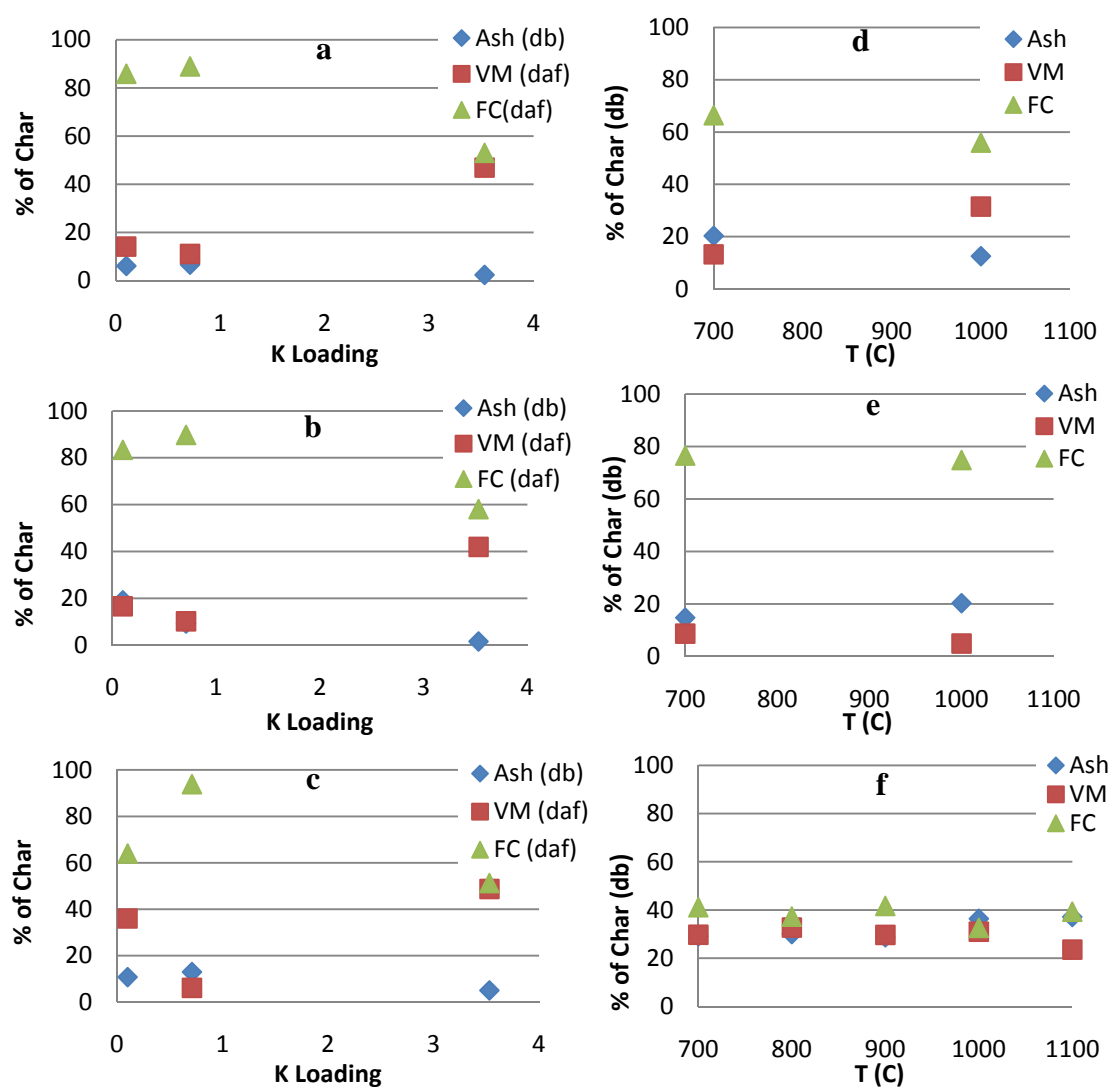 a
100
80
60
40
20
0
% of Char
0 1 2 3 4
K Loading
Ash (db)
VM (daf)
FC(daf)
d
100
80
60
40
20
0
% of Char (db)
700 800 900 1000 1100
T (C)
Ash
VM
FC
b
100
80
60
40
20
0
% of Char
0 1 2 3 4
K Loading
Ash (db)
VM (daf)
FC (daf)
e
100
80
60
40
20
0
% of Char (db)
700 800 900 1000 1100
T (C)
Ash
VM
FC
c
100
80
60
40
20
0
% of Char
0 1 2 3 4
K Loading
Ash (db)
VM (daf)
FC (daf)
f
100
80
60
40
20
0
% of Char (db)
700 800 900 1000 1100
T (C)
Ash
VM
FC